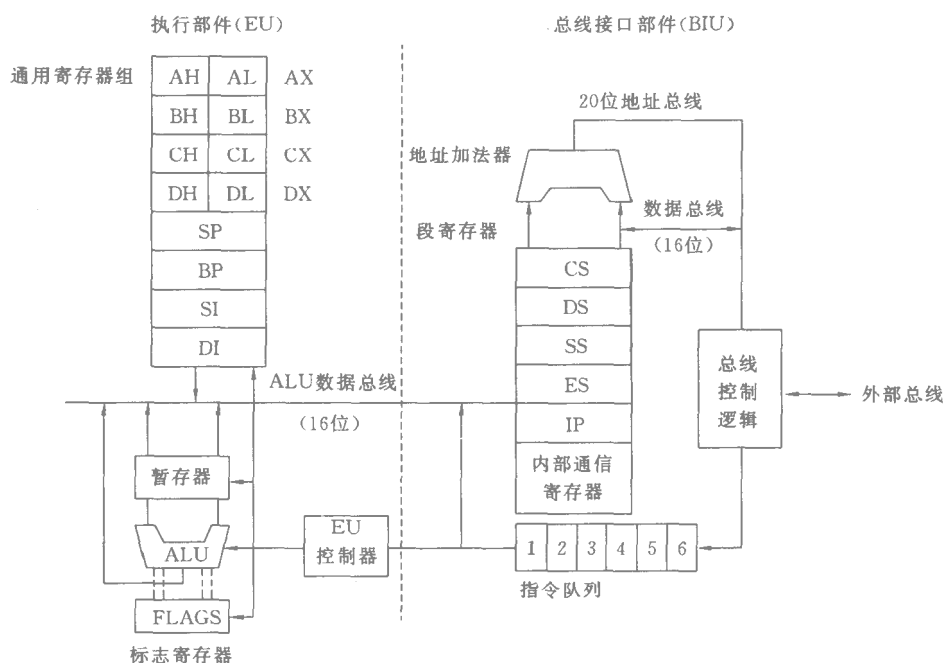 执行部件(EU)
总线接口部件(BIU)
通用寄存器组
AH AL AX
BH BL BX
CH CL CX
DH DL DX
SP
BP
SI
DI
20位地址总线
地址加法器
数据总线
(16位)
段寄存器
CS
DS
SS
ES
IP
内部通信
寄存器
总线
控制
逻辑
外部总线
ALU数据总线
(16位)
暂存器
ALU
EU
控制器
1 2 3 4 5 6
指令队列
FLAGS
标志寄存器